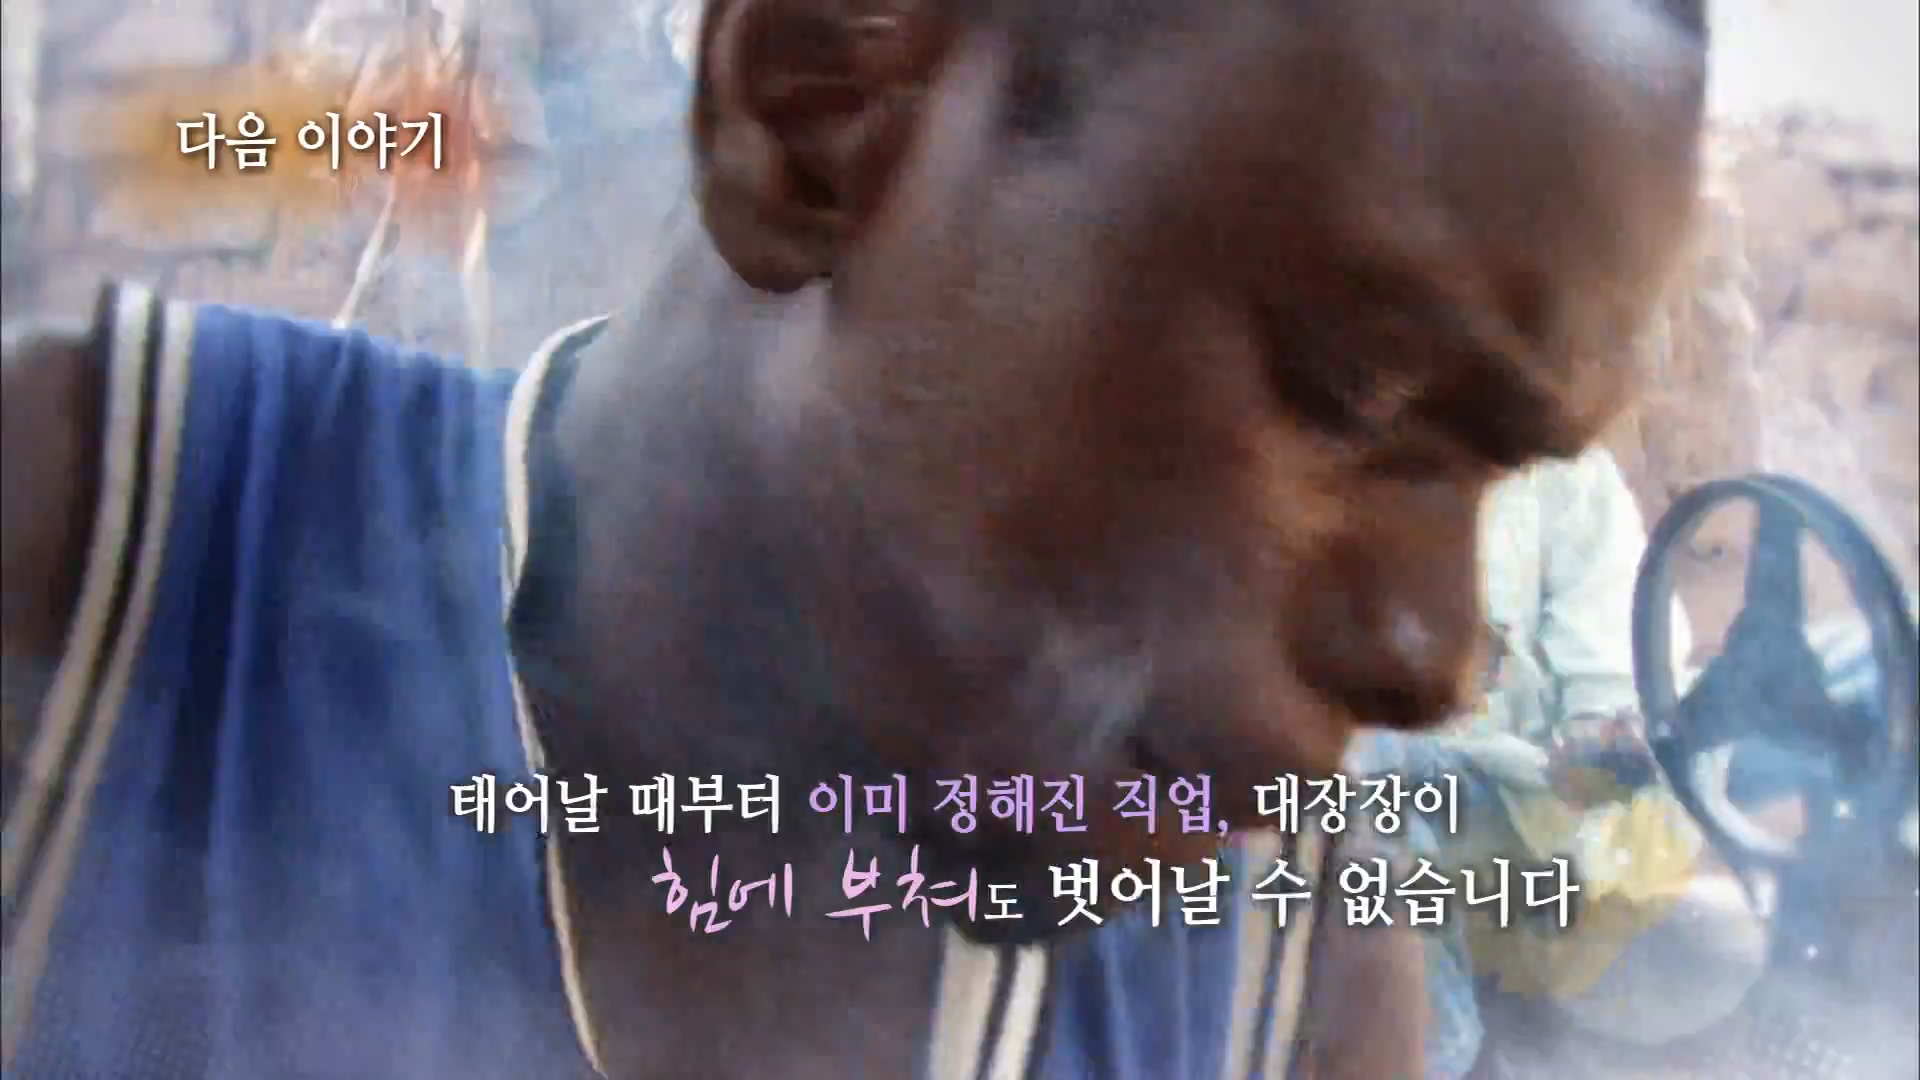 다음 이야기
태어날 때부터 이미 정해진 직업, 대장장이
힘에 부쳐도 벗어날 수 없습니다